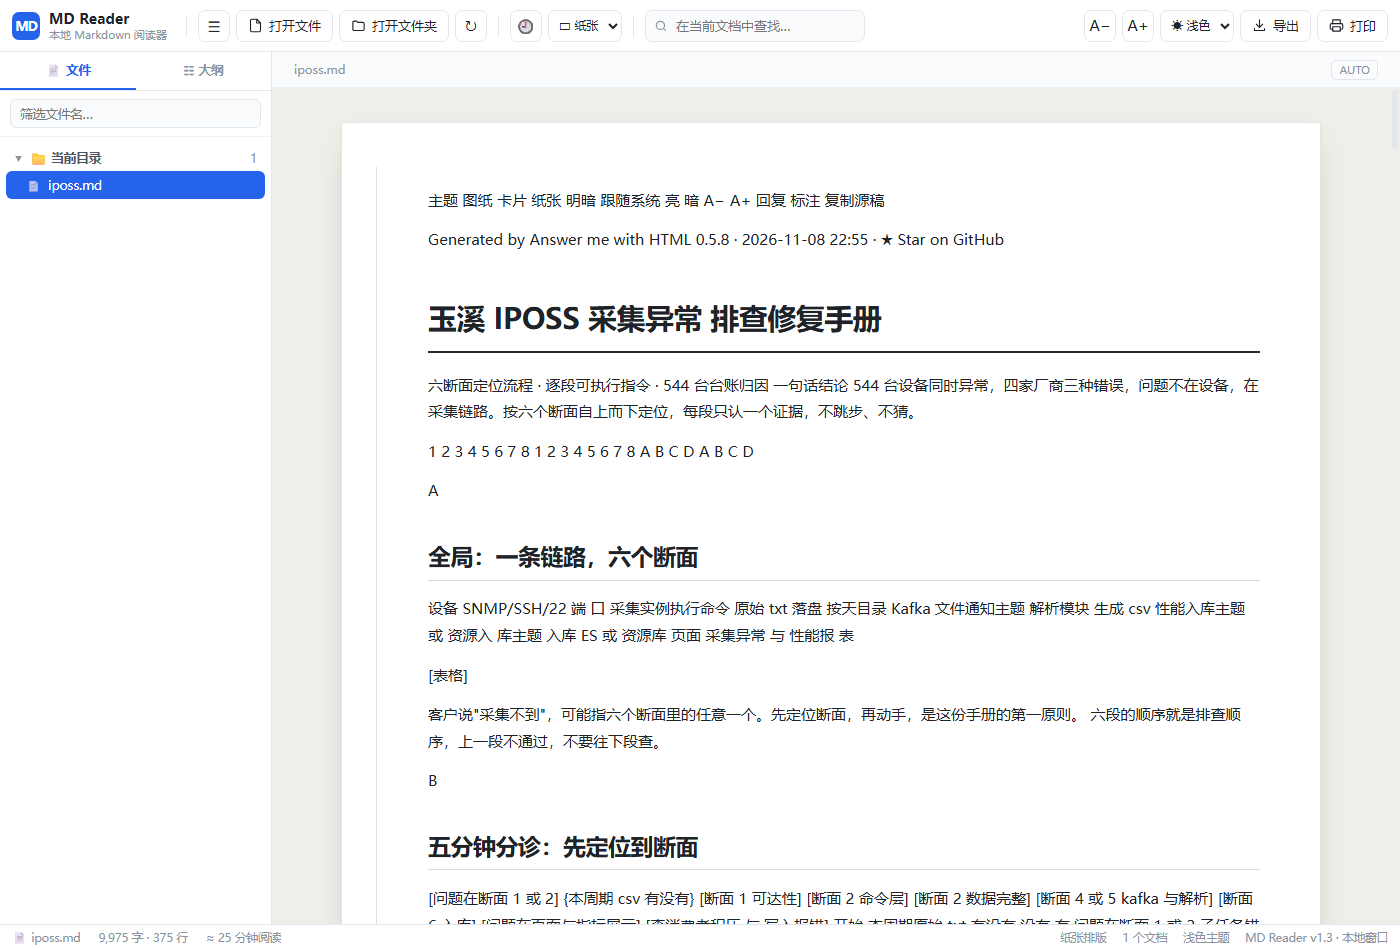 MD
MD Reader
本地 Markdown 阅读器
☰
打开文件
打开文件夹
↻
纸张
在当前文档中查找...
A−
A+
浅色
导出
打印
文件
大纲
iposs.md
AUTO
筛选文件名...
当前目录 1
iposs.md
主题 图纸 卡片 纸张 明暗 跟随系统 亮 暗 A− A+ 回复 标注 复制源稿
Generated by Answer me with HTML 0.5.8 · 2026-11-08 22:55 · ★ Star on GitHub
玉溪 IPOSS 采集异常 排查修复手册
六断面定位流程 · 逐段可执行指令 · 544 台台账归因 一句话结论 544 台设备同时异常，四家厂商三种错误，问题不在设备，在
采集链路。按六个断面自上而下定位，每段只认一个证据，不跳步、不猜。
1 2 3 4 5 6 7 8 1 2 3 4 5 6 7 8 A B C D A B C D
A
全局：一条链路，六个断面
设备 SNMP/SSH/22 端 口 采集实例执行命令 原始 txt 落盘 按天目录 Kafka 文件通知主题 解析模块 生成 csv 性能入库主题
或 资源入 库主题 入库 ES 或 资源库 页面 采集异常 与 性能报 表
[表格]
客户说"采集不到"，可能指六个断面里的任意一个。先定位断面，再动手，是这份手册的第一原则。 六段的顺序就是排查顺
序，上一段不通过，不要往下段查。
B
五分钟分诊：先定位到断面
[问题在断面 1 或 2] {本周期 csv 有没有} [断面 1 可达性] [断面 2 命令层] [断面 2 数据完整] [断面 4 或 5 kafka 与解析] [断面
iposs.md 9,975 字 · 375 行 ≈ 25 分钟阅读
纸张排版 1 个文档 浅色主题 MD Reader v1.3 · 本地窗口